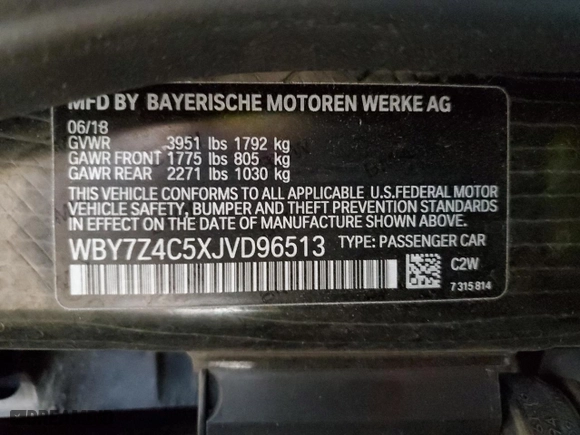 MFD BY BAYERISCHE MOTOREN WERKE AG
06/18
GVWR 3951 lbs 1792 kg
GAWR FRONT 1775 lbs 805 kg
GAWR REAR 2271 lbs 1030 kg
THIS VEHICLE CONFORMS TO ALL APPLICABLE U.S.FEDERAL MOTOR
VEHICLE SAFETY, BUMPER AND THEFT PREVENTION STANDARDS
IN EFFECT ON THE DATE OF MANUFACTURE SHOWN ABOVE.
WBY7Z4C5XJVD96513 TYPE: PASSENGER CAR
C2W
7 315 814